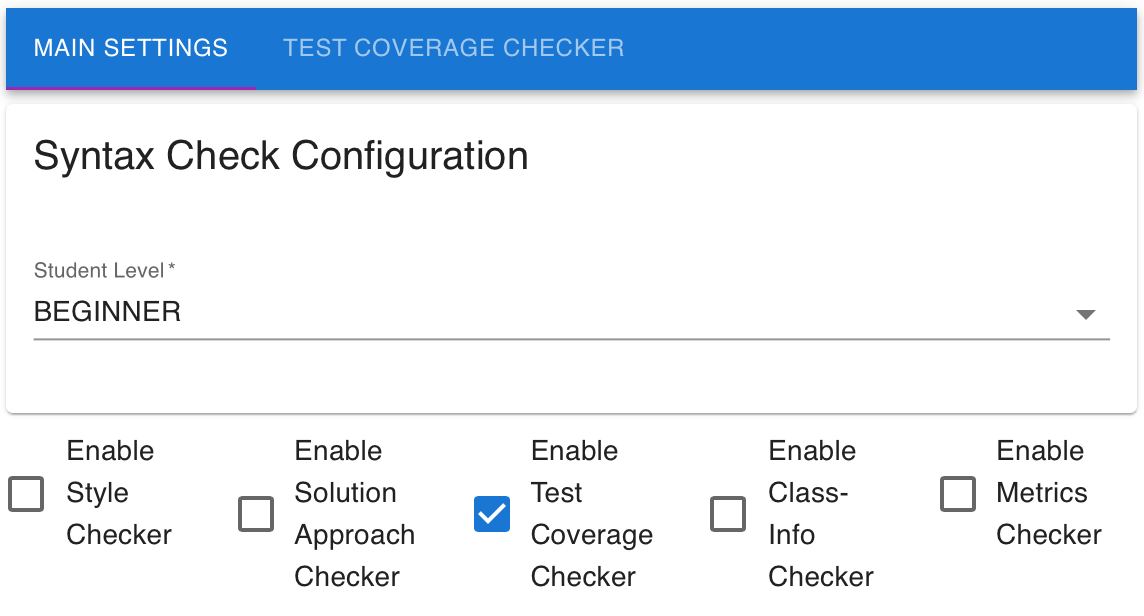 MAIN SETTINGS TEST COVERAGE CHECKER
Syntax Check Configuration
Student Level *
BEGINNER
Enable
Style
Checker
Enable
Solution
Approach
Checker
Enable
Test
Coverage
Checker
Enable
Class-
Info
Checker
Enable
Metrics
Checker